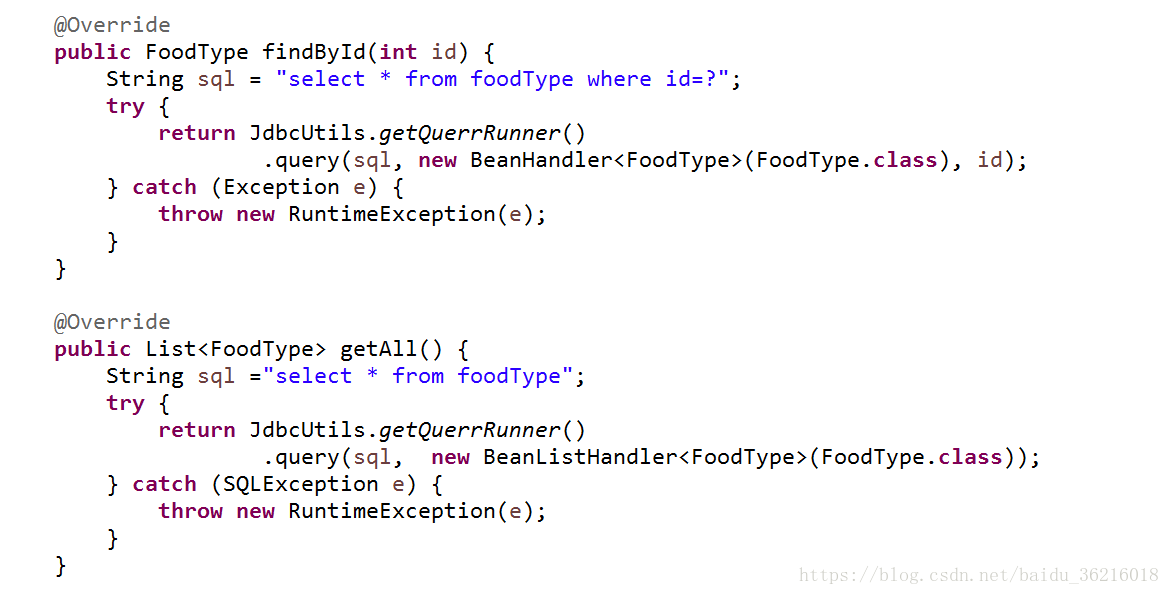 @Override
public FoodType findById(int id) {
String sql = "select * from foodType where id=?";
try {
return JdbcUtils.getQuerrRunner()
.query(sql, new BeanHandler<FoodType>(FoodType.class), id);
} catch (Exception e) {
throw new RuntimeException(e);
}
}
@Override
public List<FoodType> getAll() {
String sql ="select * from foodType";
try {
return JdbcUtils.getQuerrRunner()
.query(sql,  new BeanListHandler<FoodType>(FoodType.class));
} catch (SQLException e) {
throw new RuntimeException(e);
}
}
https://blog.csdn.net/baidu_36216018